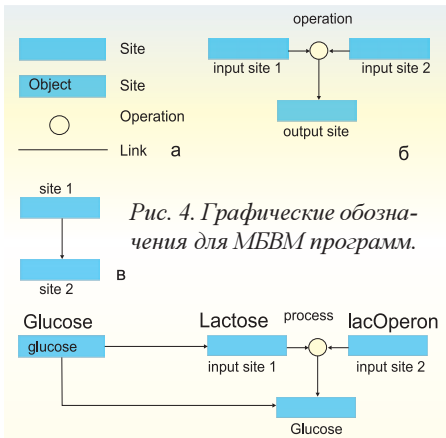 Site
Object Site
Operation
Link а
operation
input site 1 input site 2
output site
б
site 1
site 2
в
Рис. 4. Графические обозна-
чения для МБВМ программ.
Glucose Lactose process lacOperon
glucose
input site 1 input site 2
Glucose